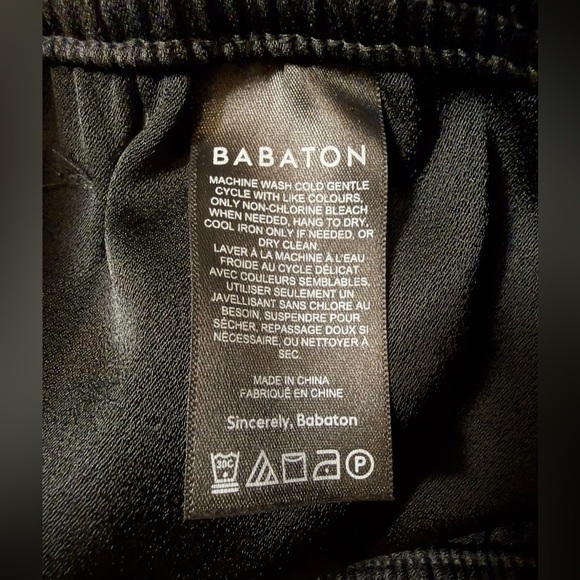 BABATON
MACHINE WASH COLD GENTLE
CYCLE WITH LIKE COLOURS,
ONLY NON-CHLORINE BLEACH
WHEN NEEDED, HANG TO DRY,
COOL IRON ONLY IF NEEDED, OR
DRY CLEAN.
LAVER À LA MACHINE À L'EAU
FROIDE AU CYCLE DÉLICAT
AVEC COULEURS SEMBLABLES,
UTILISER SEULEMENT UN
JAVELLISANT SANS CHLORE AU
BESOIN, SUSPENDRE POUR
SÉCHER, REPASSAGE DOUX SI
NÉCESSAIRE, OU NETTOYER À
SEC
MADE IN CHINA
FABRIQUÉ EN CHINE
Sincerely, Babaton
30C P